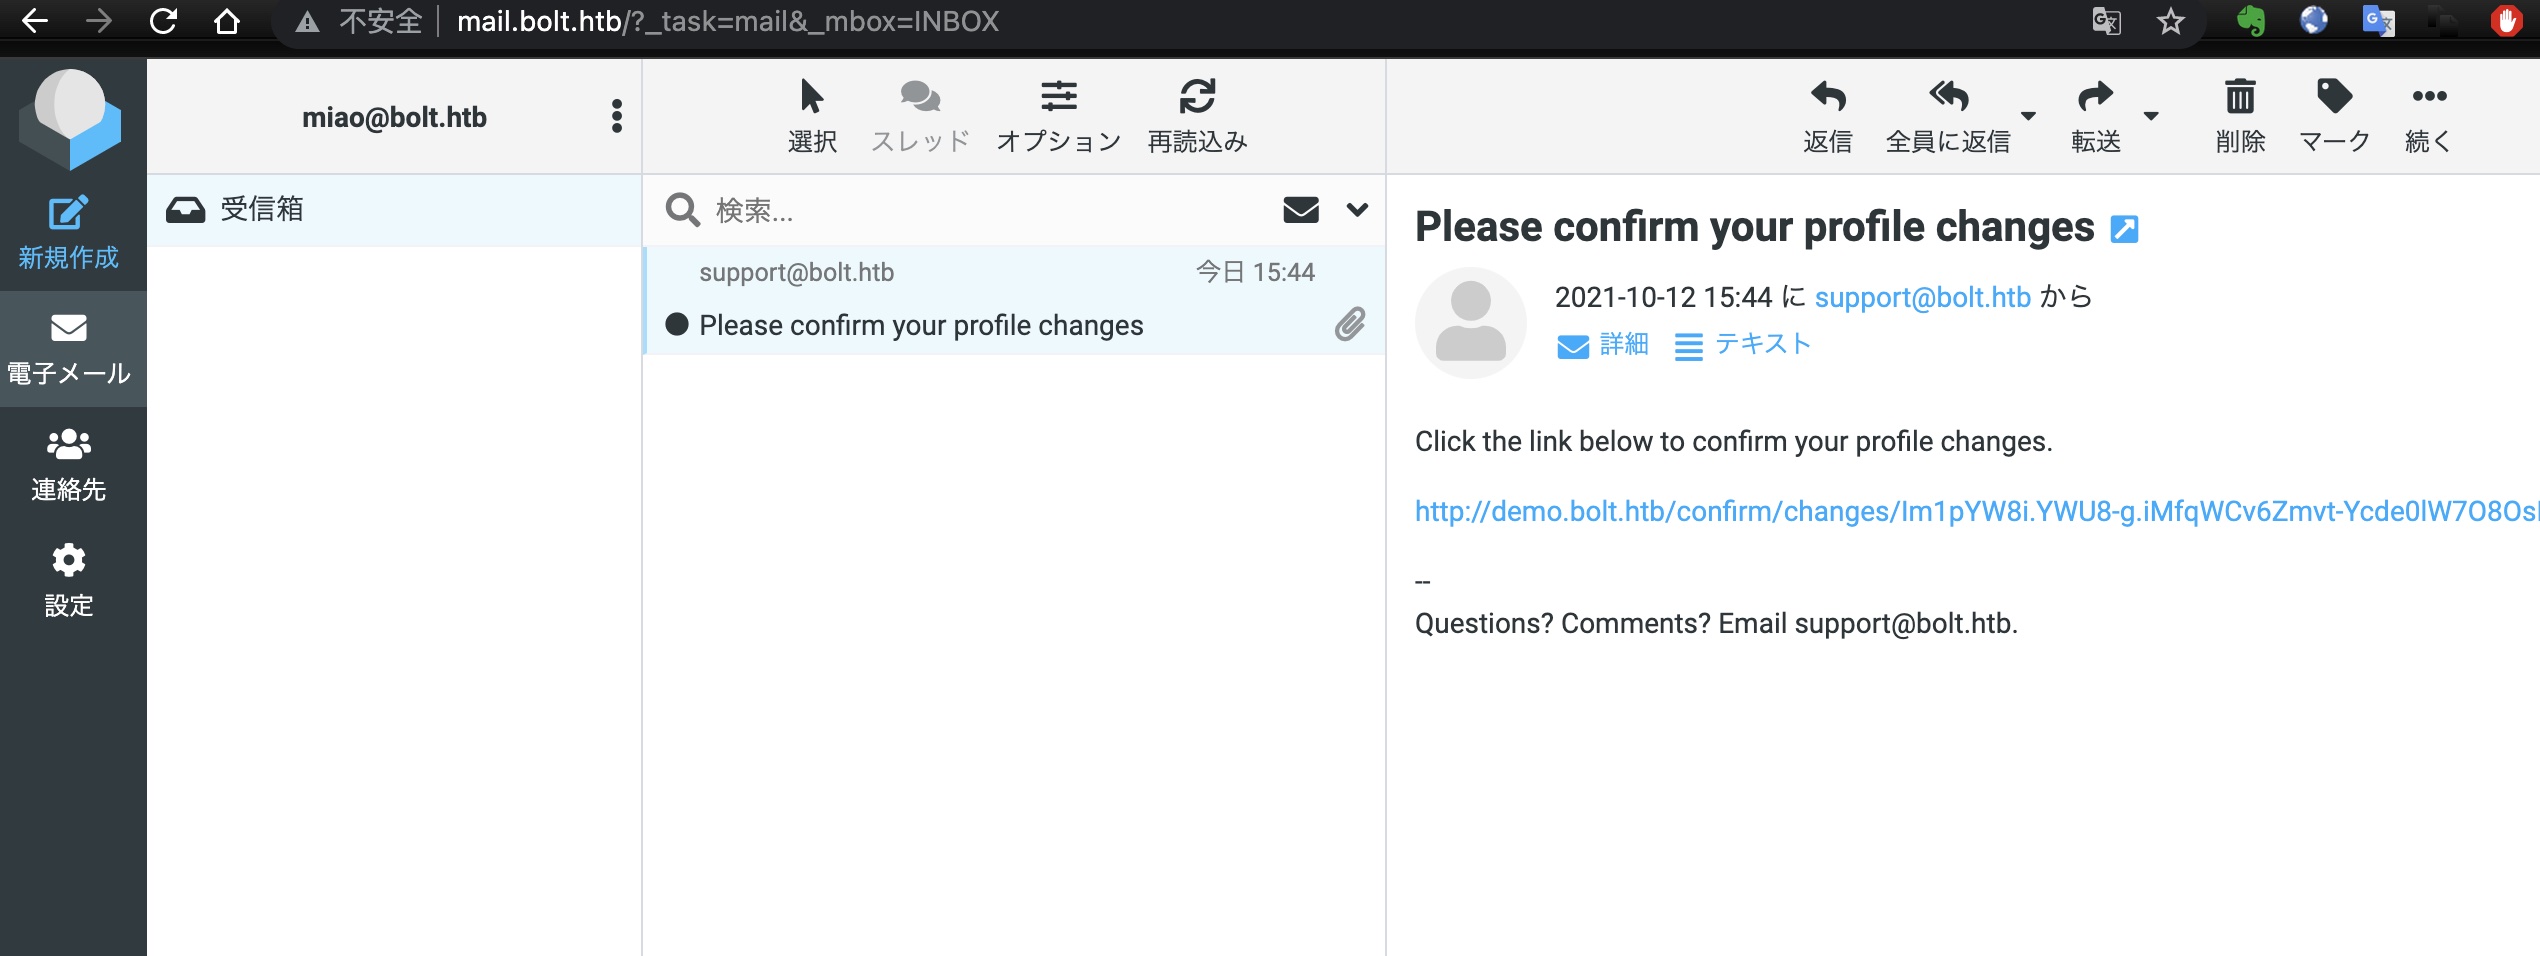 不安全 mail.bolt.htb/?_task=mail&_mbox=INBOX
miao@bolt.htb
選択 スレッド オプション 再読込み
返信 全員に返信 転送 削除 マーク 続く
新規作成
電子メール
連絡先
設定
受信箱
検索...
support@bolt.htb 今日 15:44
Please confirm your profile changes
Please confirm your profile changes
2021-10-12 15:44 に support@bolt.htb から
詳細 テキスト
Click the link below to confirm your profile changes.
http://demo.bolt.htb/confirm/changes/Im1pYW8i.YWU8-g.iMfqWCv6Zmvt-Ycde0lW7O8Os
--
Questions? Comments? Email support@bolt.htb.